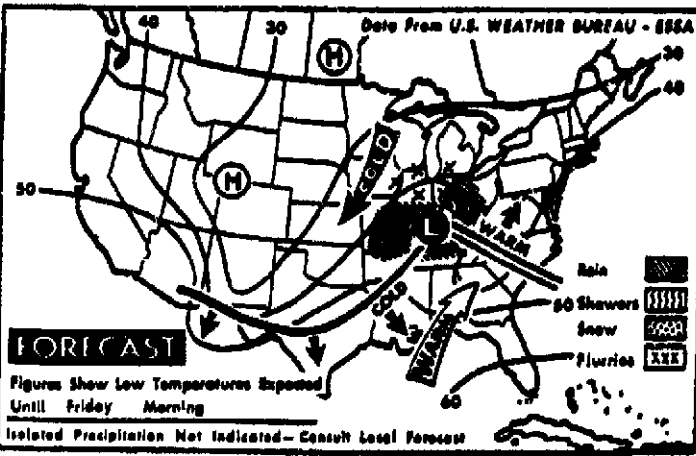 Data From U.S. WEATHER BUREAU - ESSA
40
30
H
30
40
COLD
H
50
L
WARM
Rain
COLD
50
Showers
WARM
Snow
FORECAST
Flurries
XXX
Figures Show Low Temperatures Expected
60
Until Friday Morning
Isolated Precipitation Not Indicated- Consult Local Forecast